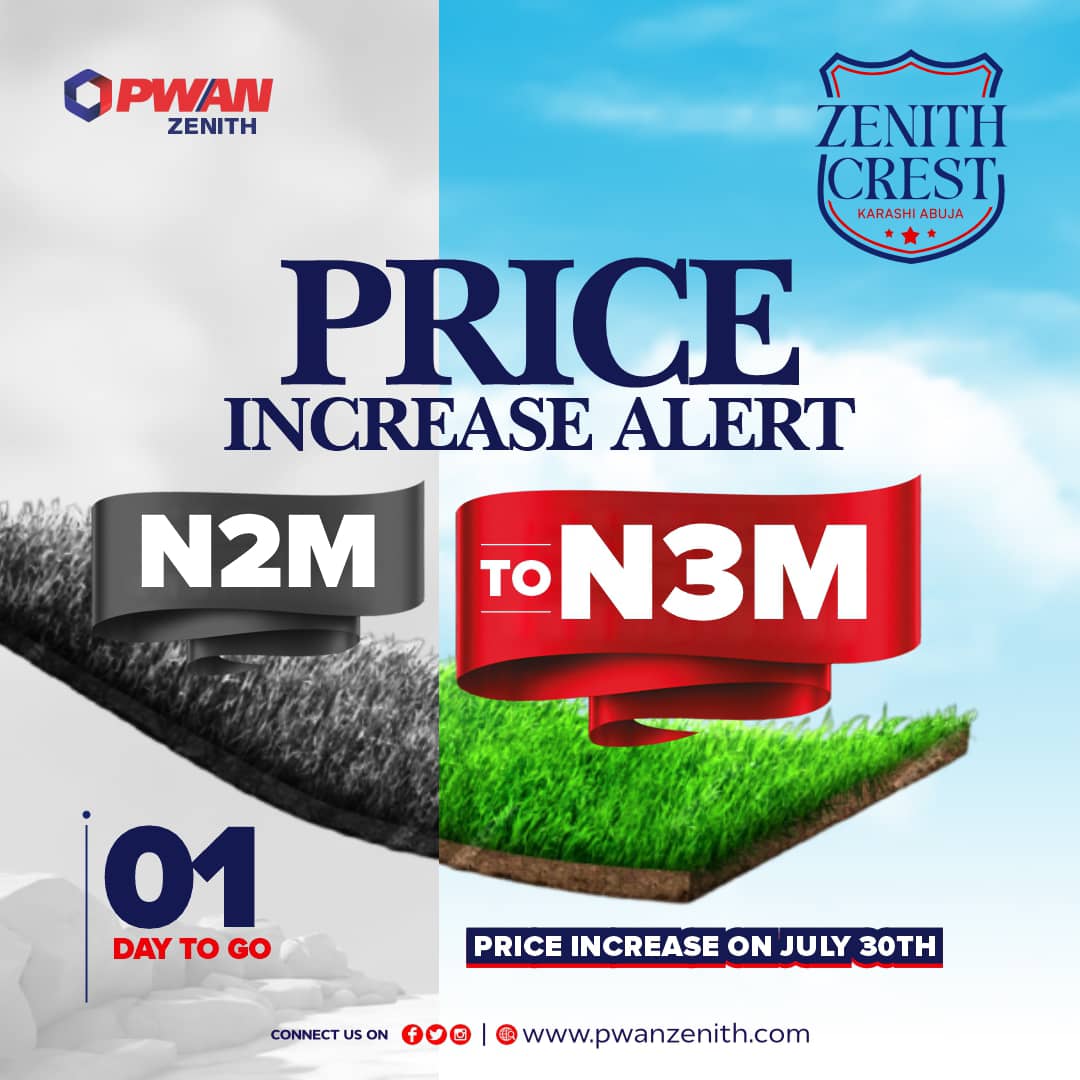 PWAN
ZENITH
ZENITH
CREST
KARASHI ABUJA
PRICE
INCREASE ALERT
N2M
TO N3M
01
DAY TO GO
PRICE INCREASE ON JULY 30TH
CONNECT US ON | www.pwanzenith.com